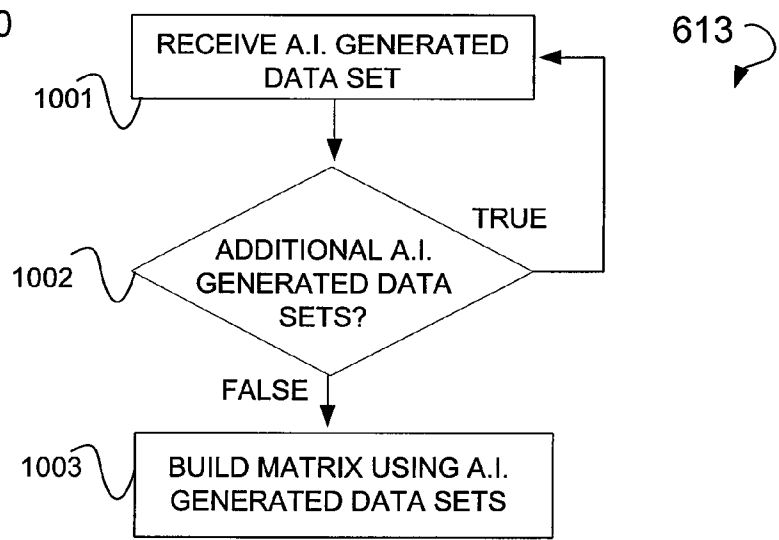 0
613
RECEIVE A.I. GENERATED
DATA SET
1001
TRUE
ADDITIONAL A.I.
GENERATED DATA
SETS?
1002
FALSE
BUILD MATRIX USING A.I.
GENERATED DATA SETS
1003